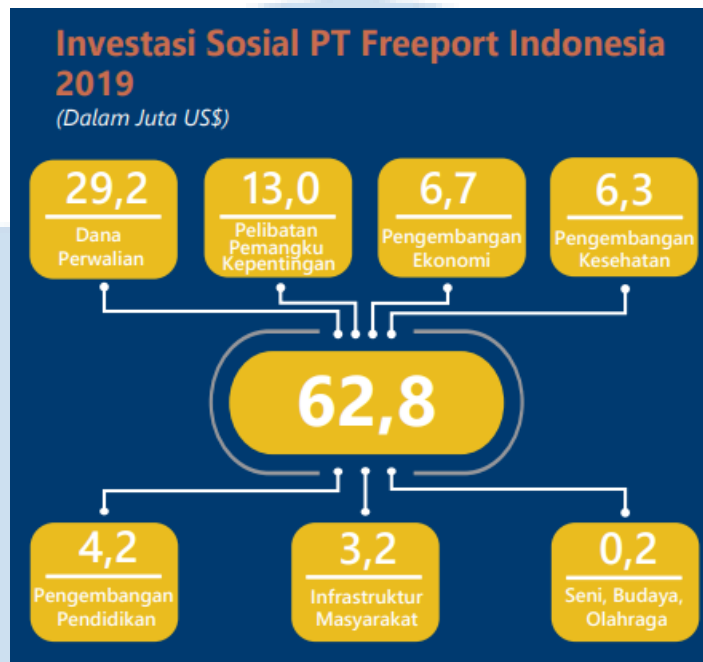 Investasi Sosial PT Freeport Indonesia
2019
(Dalam Juta US$)
29,2
Dana
Perwalian
13,0
Pelibatan
Pemangku
Kepentingan
6,7
Pengembangan
Ekonomi
6,3
Pengembangan
Kesehatan
62,8
4,2
Pengembangan
Pendidikan
3,2
Infrastruktur
Masyarakat
0,2
Seni, Budaya,
Olahraga